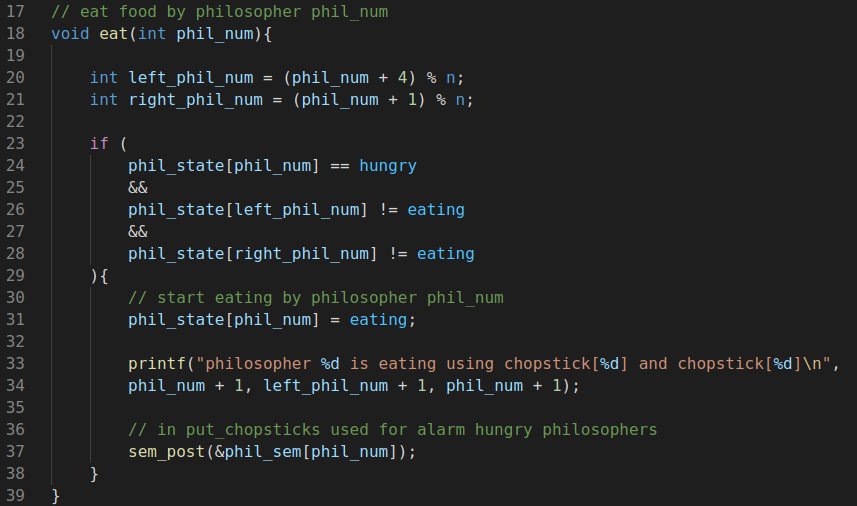 17 // eat food by philosopher phil_num
18 void eat(int phil_num){
19
20 int left_phil_num = (phil_num + 4) % n;
21 int right_phil_num = (phil_num + 1) % n;
22
23 if (
24 phil_state[phil_num] == hungry
25 &&
26 phil_state[left_phil_num] != eating
27 &&
28 phil_state[right_phil_num] != eating
29 ){
30 // start eating by philosopher phil_num
31 phil_state[phil_num] = eating;
32
33 printf("philosopher %d is eating using chopstick[%d] and chopstick[%d]\n",
34 phil_num + 1, left_phil_num + 1, phil_num + 1);
35
36 // in put_chopsticks used for alarm hungry philosophers
37 sem_post(&phil_sem[phil_num]);
38 }
39 }